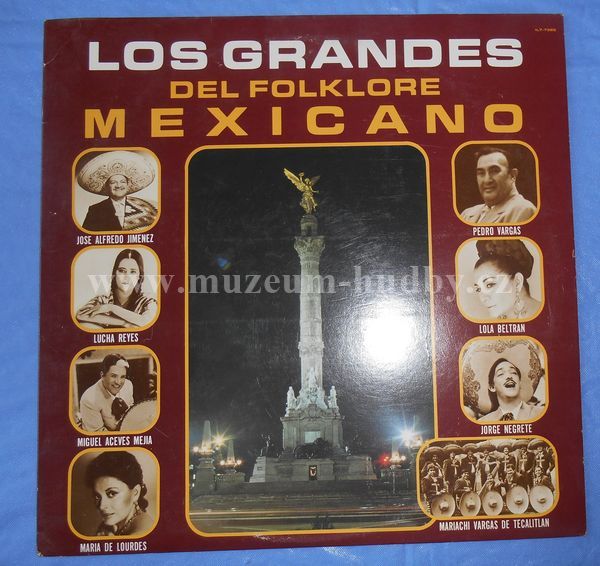 LOS GRANDES
DEL FOLKLORE
MEXICANO
JOSE ALFREDO JIMENEZ
PEDRO VARGAS
www.muzeum-hudby.cz
LUCHA REYES
LOLA BELTRAN
MIGUEL ACEVES MEJIA
JORGE NEGRETE
MARIA DE LOURDES
MARIACHI VARGAS DE TECALITLAN